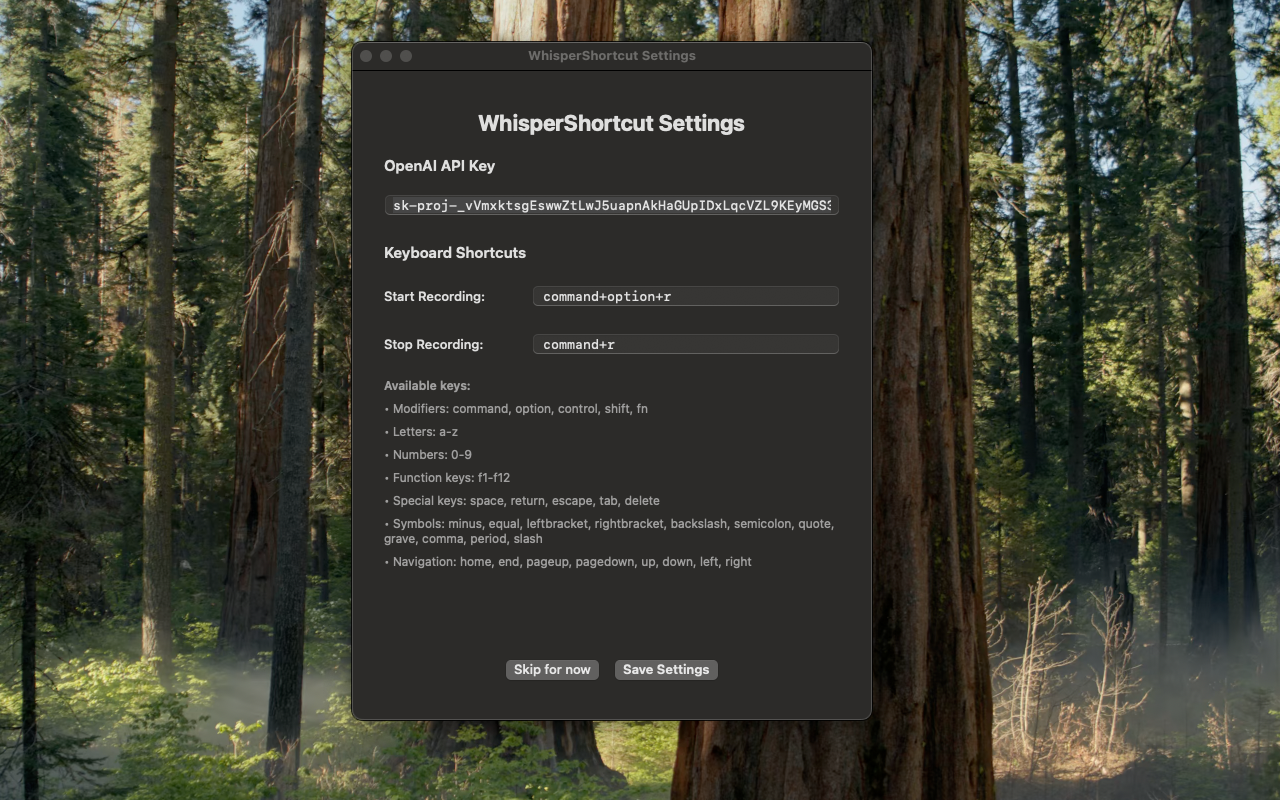 WhisperShortcut Settings
WhisperShortcut Settings
OpenAI API Key
sk-proj-_vVmxktsgEswwZtLwJ5uapnAkHaGUpIDxLqcVZL9KEyMGS
Keyboard Shortcuts
Start Recording: command+option+r
Stop Recording: command+r
Available keys:
• Modifiers: command, option, control, shift, fn
• Letters: a-z
• Numbers: 0-9
• Function keys: f1-f12
• Special keys: space, return, escape, tab, delete
• Symbols: minus, equal, leftbracket, rightbracket, backslash, semicolon, quote,
grave, comma, period, slash
• Navigation: home, end, pageup, pagedown, up, down, left, right
Skip for now Save Settings